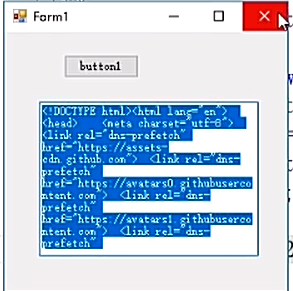 Form1
button1
<!DOCTYPE html><html lang="en">
<head>    <meta charset="utf-8">
<link rel="dns-prefetch"
href="https://assets-
cdn.github.com">  <link rel="dns-
prefetch"
href="https://avatars0.githubuserco
ntent.com">  <link rel="dns-
prefetch"
href="https://avatars1.githubuserco
ntent.com">  <link rel="dns-
prefetch"